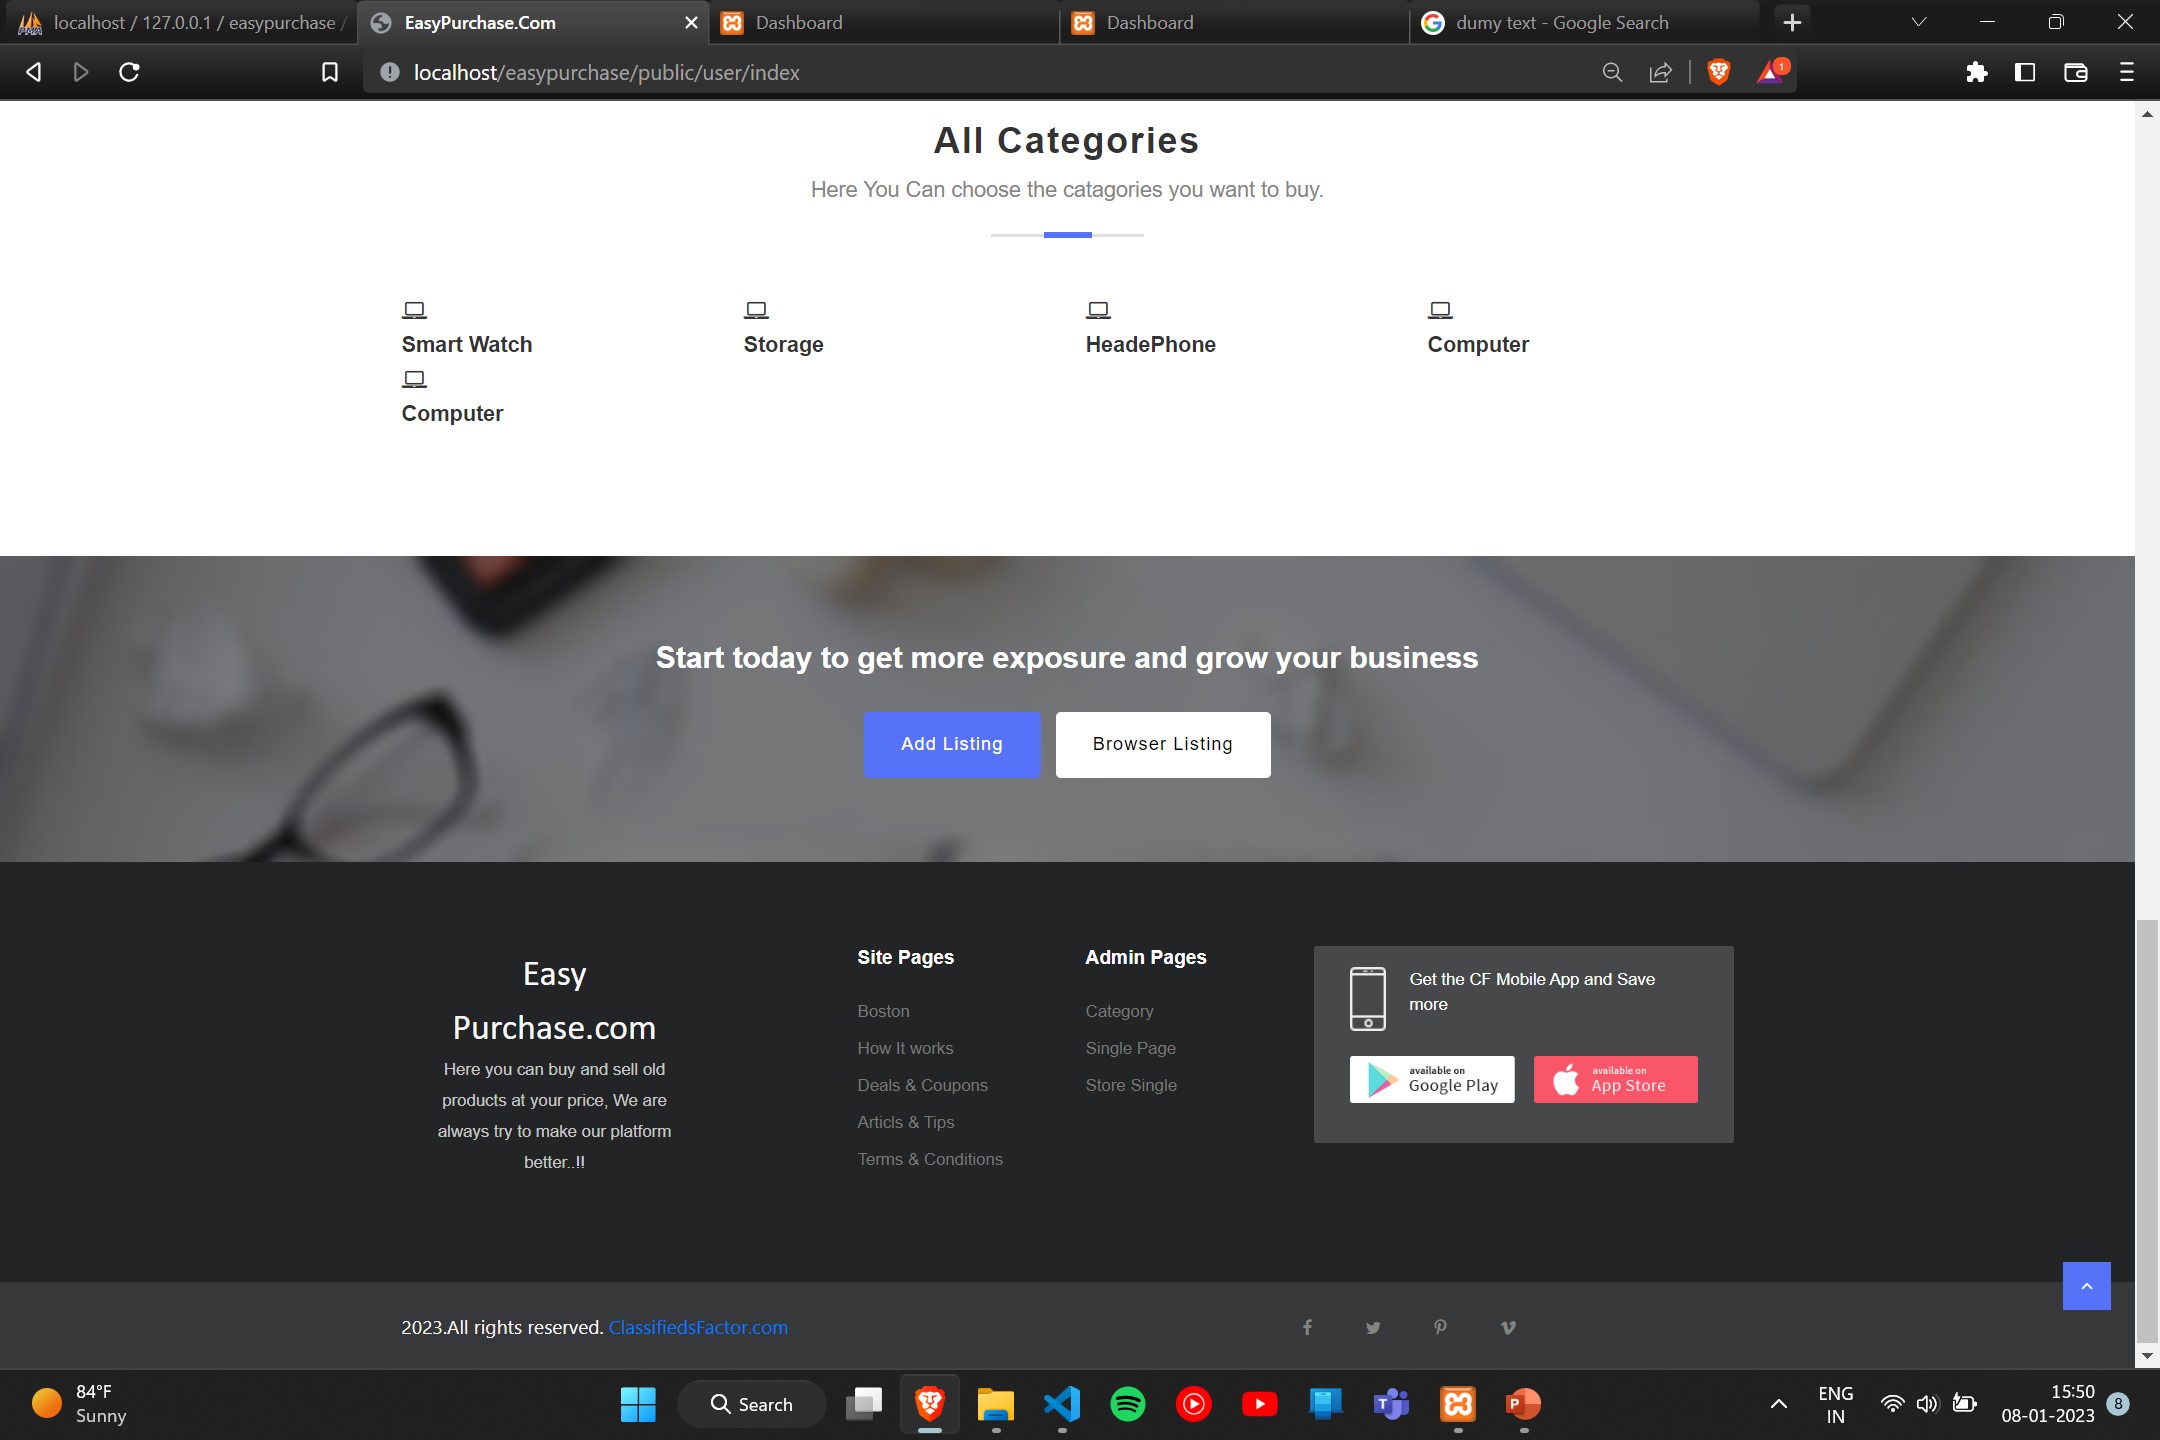 localhost / 127.0.0.1 / easypurchase /
EasyPurchase.Com
Dashboard
Dashboard
dumy text - Google Search
localhost/easypurchase/public/user/index
1
All Categories
Here You Can choose the catagories you want to buy.
Smart Watch
Storage
HeadePhone
Computer
Computer
Start today to get more exposure and grow your business
Add Listing
Browser Listing
Easy
Purchase.com
Here you can buy and sell old
products at your price, We are
always try to make our platform
better..!!
Site Pages
Boston
How It works
Deals & Coupons
Articls & Tips
Terms & Conditions
Admin Pages
Category
Single Page
Store Single
Get the CF Mobile App and Save
more
available on
Google Play
available on
App Store
2023.All rights reserved. ClassifiedsFactor.com
84°F
Sunny
Search
ENG
IN
15:50
08-01-2023
8